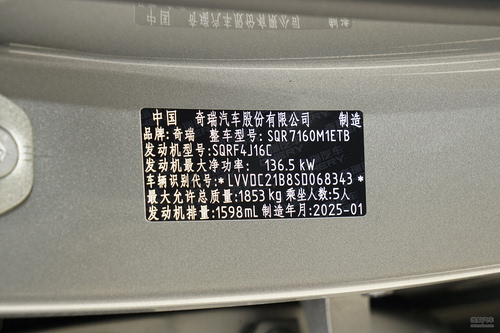 中国 奇瑞汽车股份有限公司 制造
品牌: 奇瑞 整车型号: SQR7160M1ETB
发动机型号: SQRF4J16C
发动机最大净功率: 136.5 kW
车辆识别代号: *LVVDC21B8SD068343*
最大允许总质量: 1853 kg 乘坐人数: 5人
发动机排量: 1598mL 制造年月: 2025-01